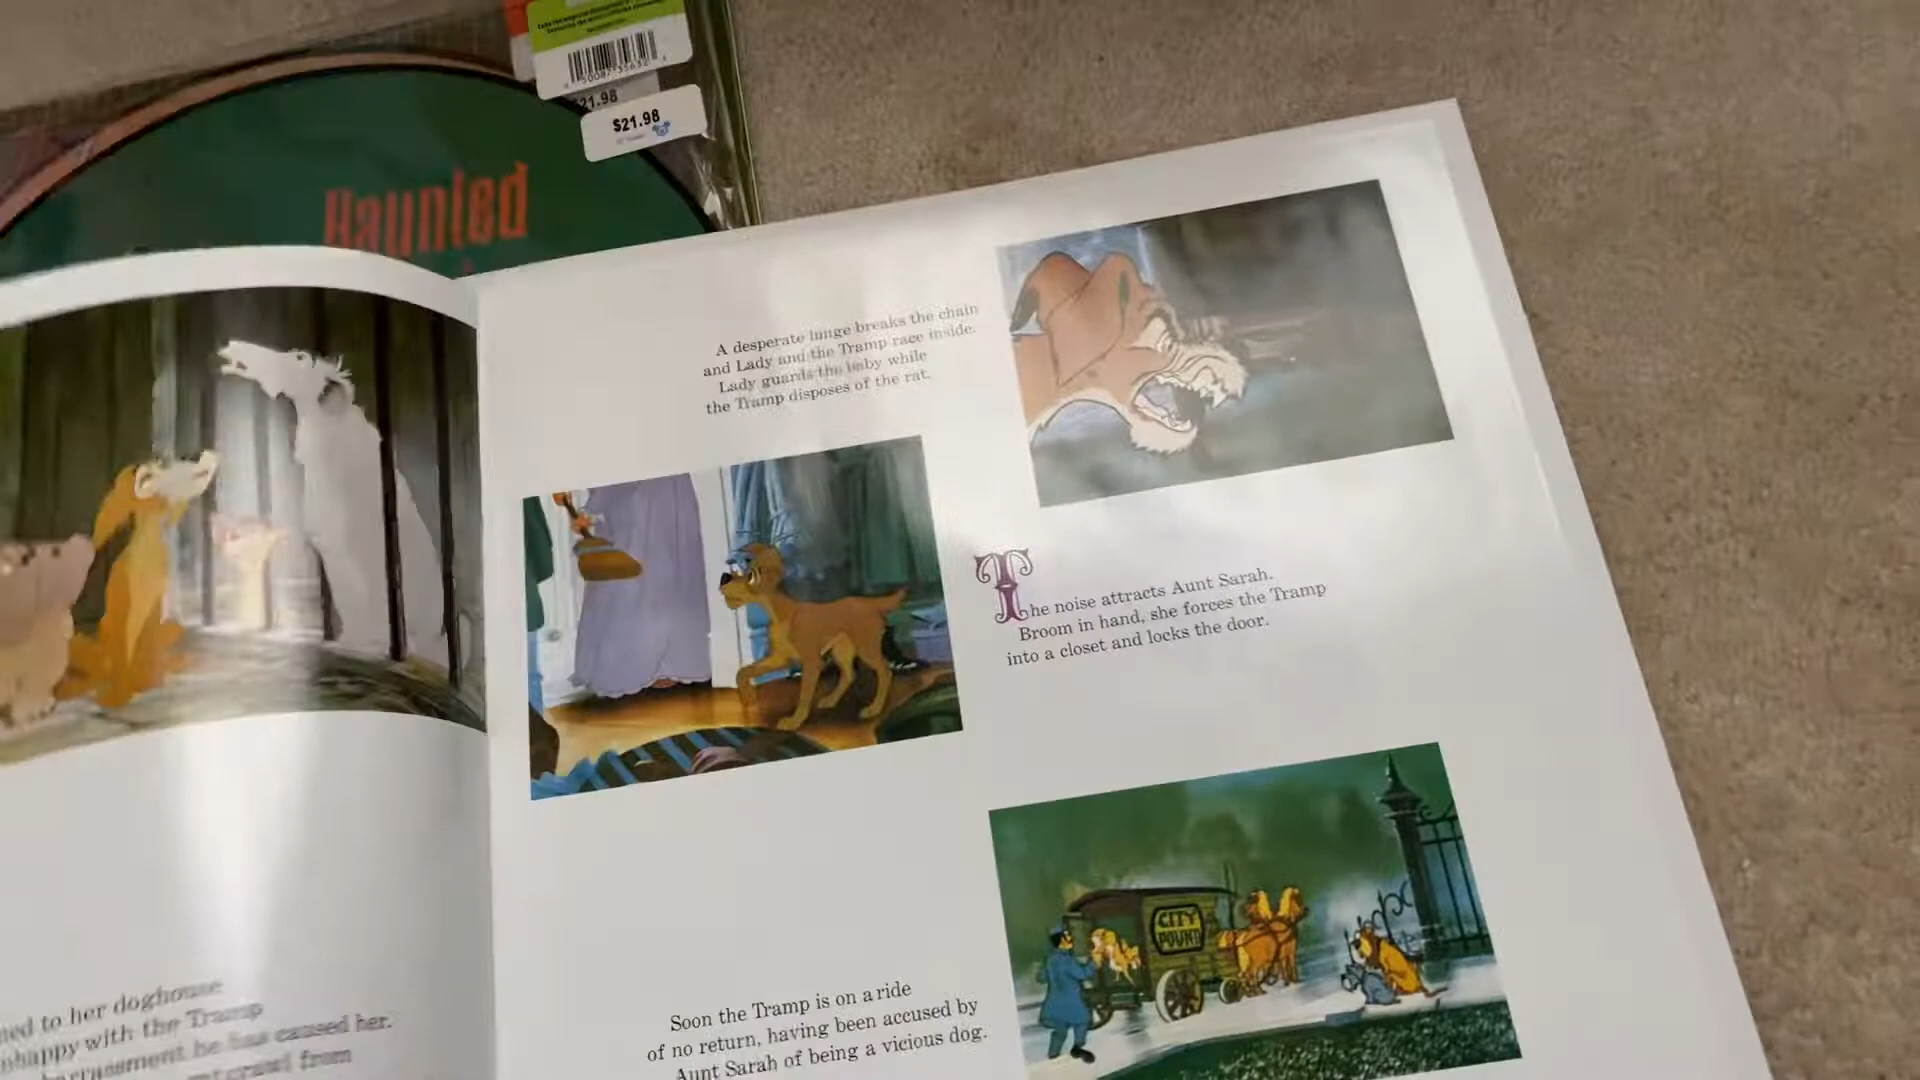 $21.98
$21.98
Haunted
A desperate lunge breaks the chain
and Lady and the Tramp race inside.
Lady guards the baby while
the Tramp disposes of the rat.
The noise attracts Aunt Sarah.
Broom in hand, she forces the Tramp
into a closet and locks the door.
CITY
POUND
Soon the Tramp is on a ride
of no return, having been accused by
Aunt Sarah of being a vicious dog.
to her doghouse
with the Tramp
he has caused her.
crawl from